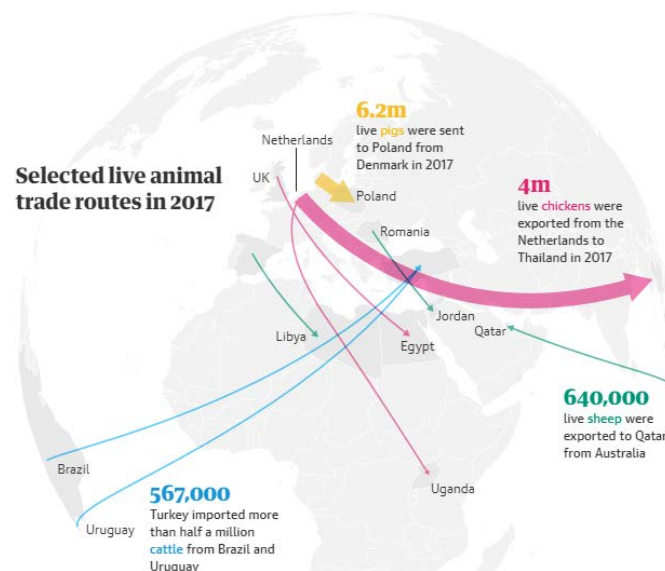 Selected live animal
trade routes in 2017
Netherlands
UK
6.2m
live pigs were sent
to Poland from
Denmark in 2017
Poland
Romania
4m
live chickens were
exported from the
Netherlands to
Thailand in 2017
Libya
Egypt
Jordan
Qatar
640,000
live sheep were
exported to Qatar
from Australia
Brazil
Uruguay
567,000
Turkey imported more
than half a million
cattle from Brazil and
Uruguay
Uganda